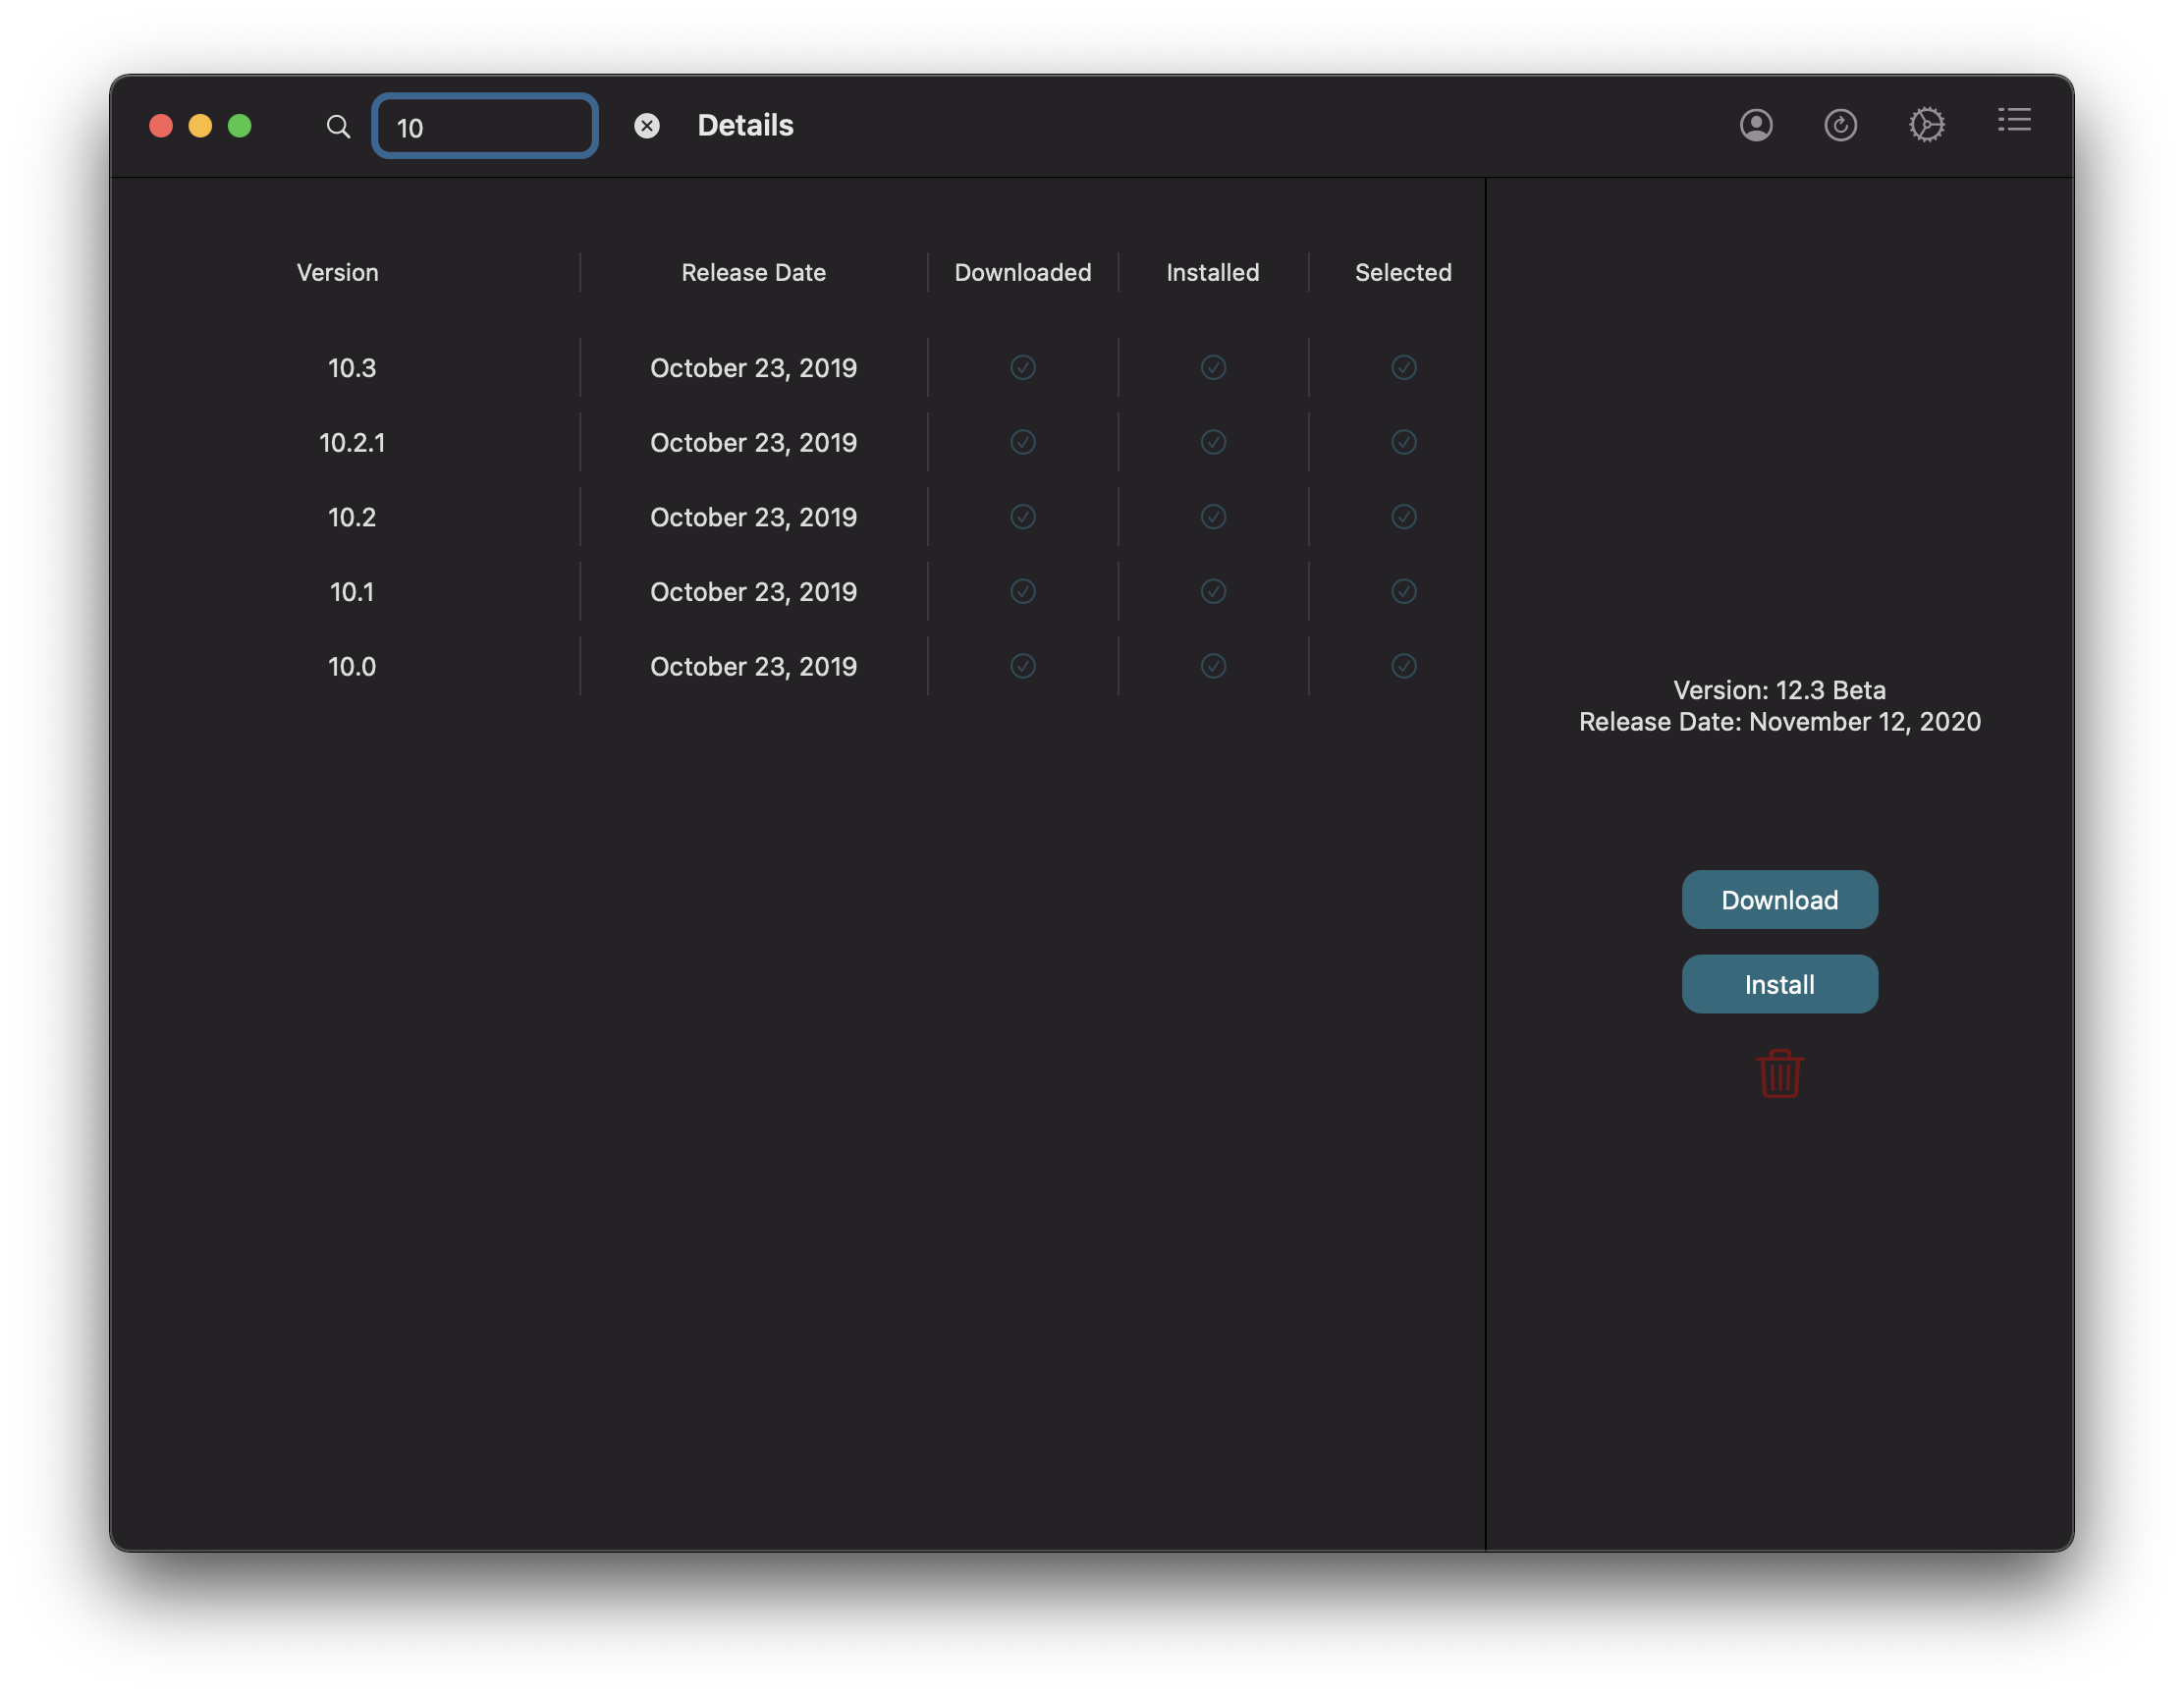 10
Details
Version Release Date Downloaded Installed Selected
10.3 October 23, 2019
10.2.1 October 23, 2019
10.2 October 23, 2019
10.1 October 23, 2019
10.0 October 23, 2019
Version: 12.3 Beta
Release Date: November 12, 2020
Download
Install